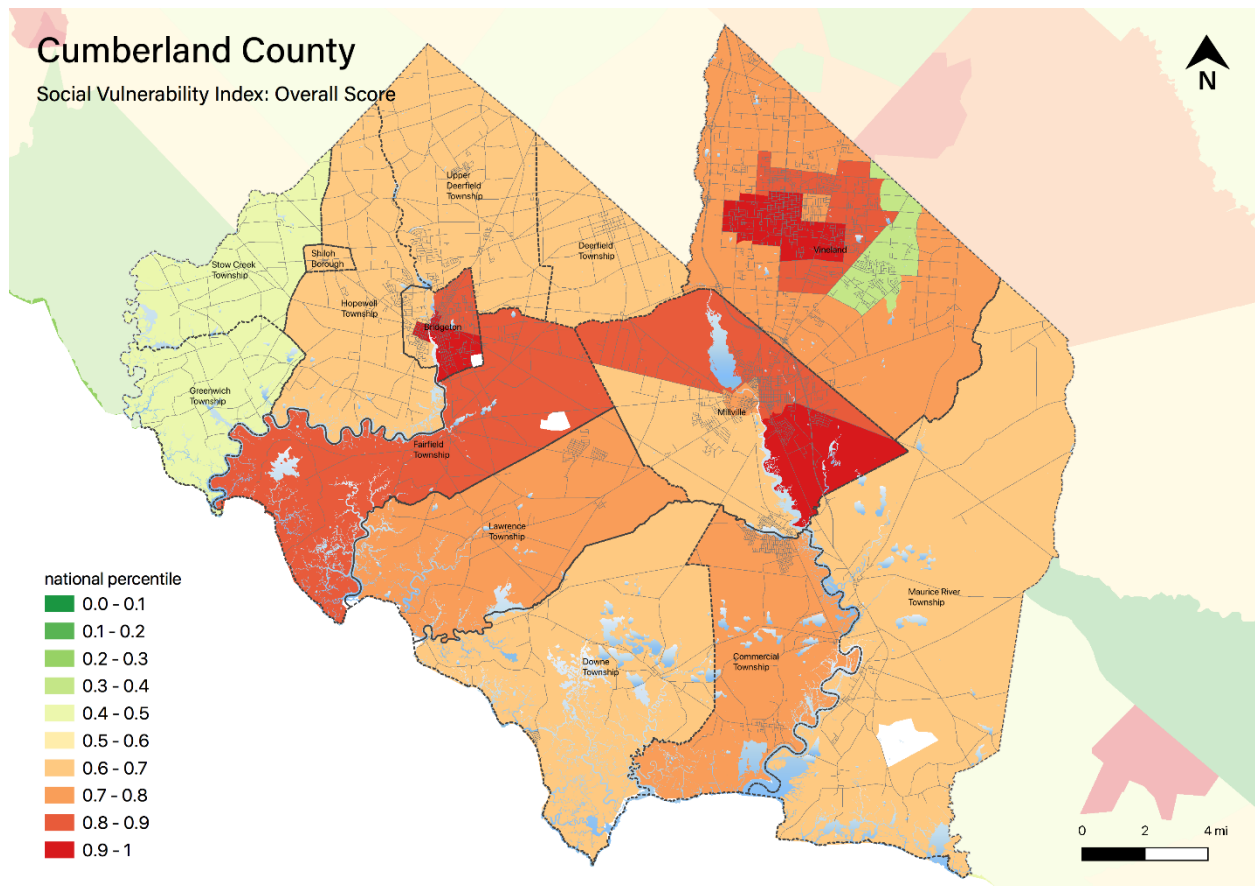 Cumberland County
Social Vulnerability Index: Overall Score
N
Upper
Deerfield
Township
Deerfield
Township
Vineland
Shiloh
Borough
Stow Creek
Township
Hopewell
Township
Bridgeton
Greenwich
Township
Millville
Fairfield
Township
Lawrence
Township
Maurice River
Township
Downe
Township
Commercial
Township
national percentile
0.0 - 0.1
0.1 - 0.2
0.2 - 0.3
0.3 - 0.4
0.4 - 0.5
0.5 - 0.6
0.6 - 0.7
0.7 - 0.8
0.8 - 0.9
0.9 - 1
0 2 4 mi